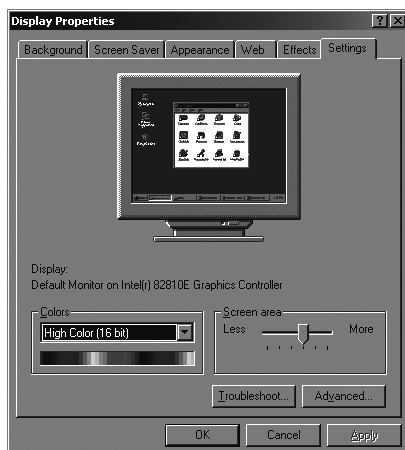 Display Properties
Background Screen Saver Appearance Web Effects Settings
Display:
Default Monitor on Intel(r) 82810E Graphics Controller
Colors
High Color (16 bit)
Screen area
Less More
Troubleshoot... Advanced...
OK Cancel Apply